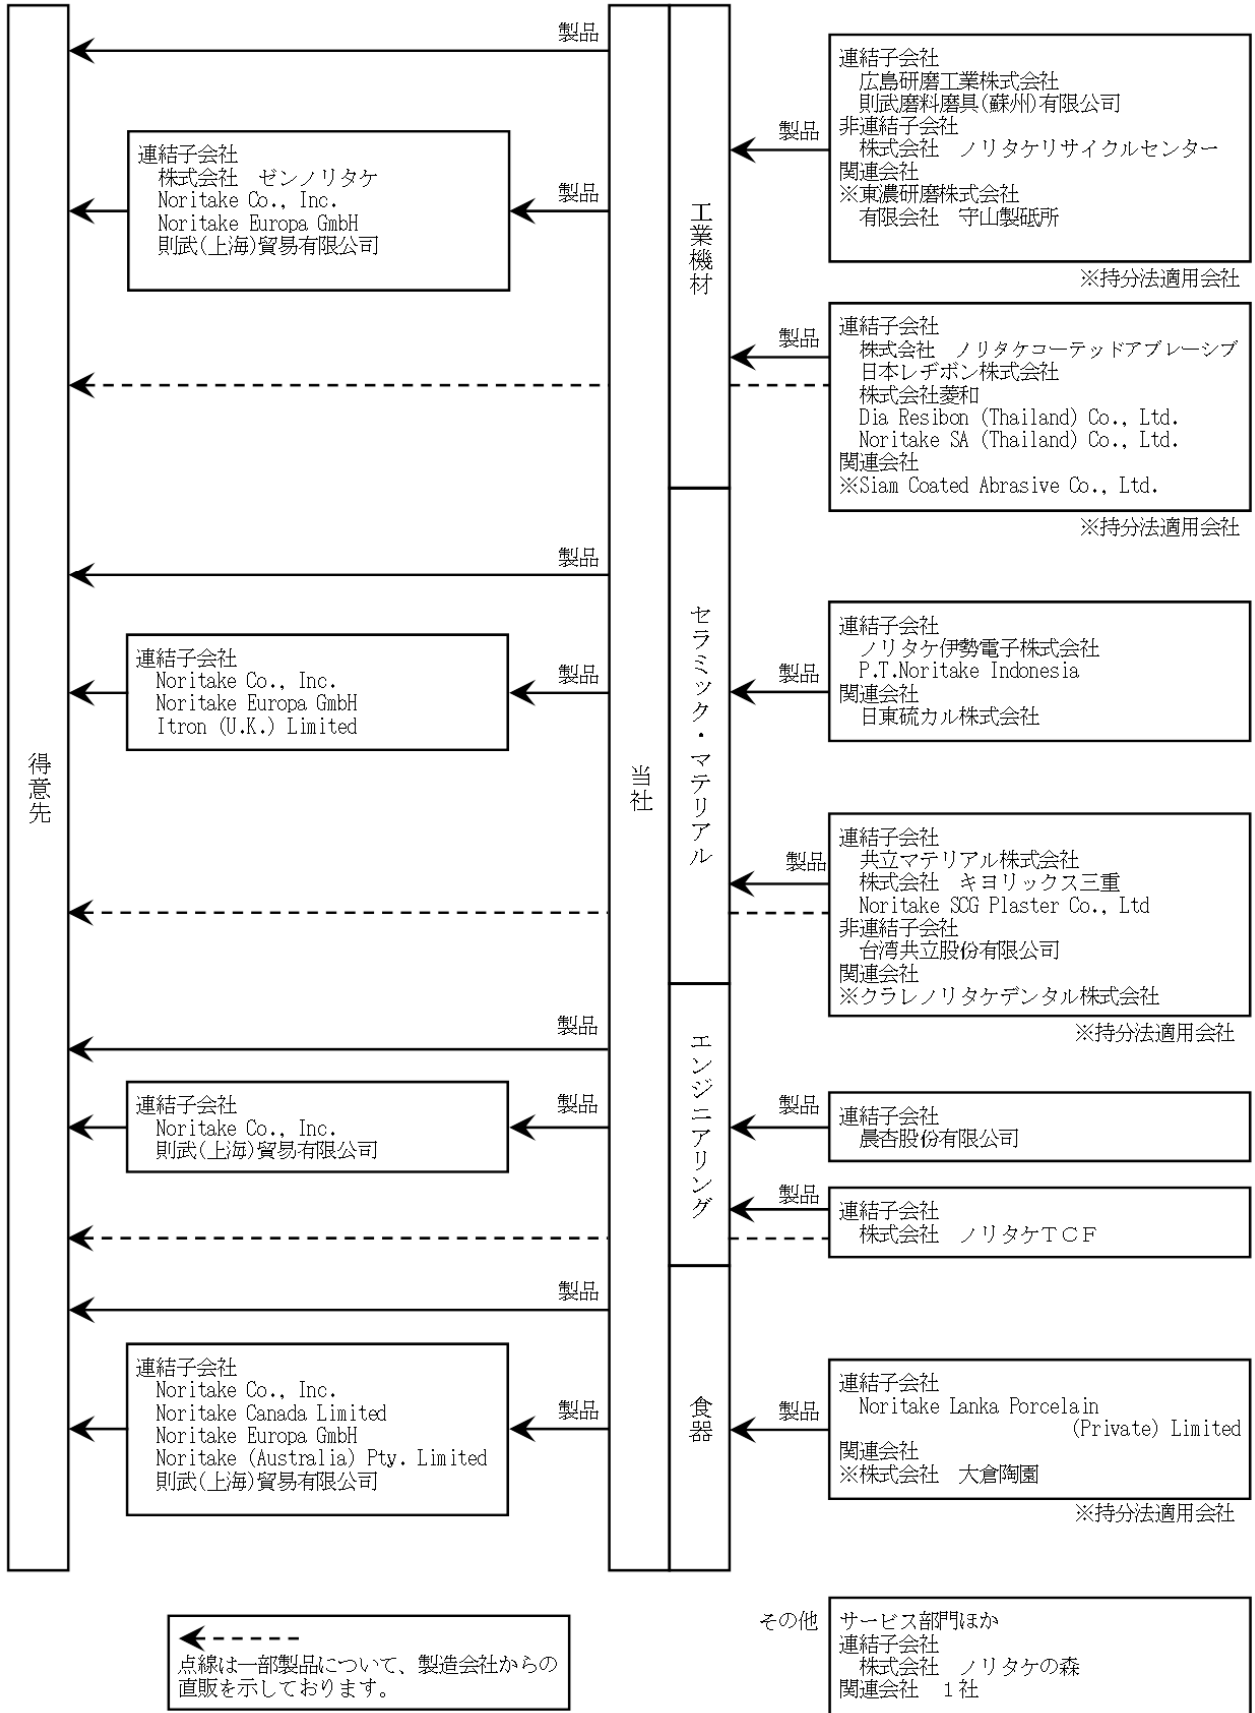 製品
連結子会社
広島研磨工業株式会社
則武磨料磨具(蘇州)有限公司
非連結子会社
株式会社　ノリタケリサイクルセンター
関連会社
※東濃研磨株式会社
有限会社　守山製砥所
※持分法適用会社
製品
連結子会社
株式会社　ゼンノリタケ
Noritake Co., Inc.
Noritake Europa GmbH
則武(上海)貿易有限公司
製品
工業機材
製品
連結子会社
株式会社　ノリタケコーテッドアブレーシブ
日本レヂボン株式会社
株式会社菱和
Dia Resibon (Thailand) Co., Ltd.
Noritake SA (Thailand) Co., Ltd.
関連会社
※Siam Coated Abrasive Co., Ltd.
※持分法適用会社
製品
連結子会社
Noritake Co., Inc.
Noritake Europa GmbH
Itron (U.K.) Limited
製品
セラミック・マテリアル
製品
連結子会社
ノリタケ伊勢電子株式会社
P.T.Noritake Indonesia
関連会社
日東硫カル株式会社
得意先
当社
製品
連結子会社
共立マテリアル株式会社
株式会社　キヨリックス三重
Noritake SCG Plaster Co., Ltd
非連結子会社
台湾共立股份有限公司
関連会社
※クラレノリタケデンタル株式会社
※持分法適用会社
製品
連結子会社
Noritake Co., Inc.
則武(上海)貿易有限公司
製品
エンジニアリング
製品
連結子会社
晨杏股份有限公司
製品
連結子会社
株式会社　ノリタケＴＣＦ
製品
連結子会社
Noritake Co., Inc.
Noritake Canada Limited
Noritake Europa GmbH
Noritake (Australia) Pty. Limited
則武(上海)貿易有限公司
製品
食器
製品
連結子会社
Noritake Lanka Porcelain
(Private) Limited
関連会社
※株式会社　大倉陶園
※持分法適用会社
点線は一部製品について、製造会社からの
直販を示しております。
その他
サービス部門ほか
連結子会社
株式会社　ノリタケの森
関連会社　１社